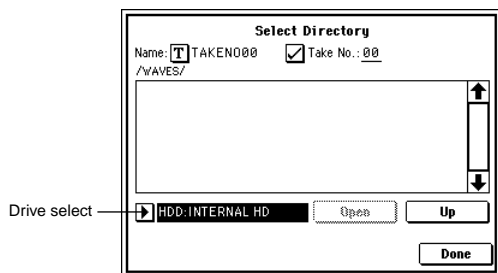 Select Directory
Name: T TAKENO00 Take No.: 00
/WAVES/
Drive select HDD:INTERNAL HD Open Up
Done